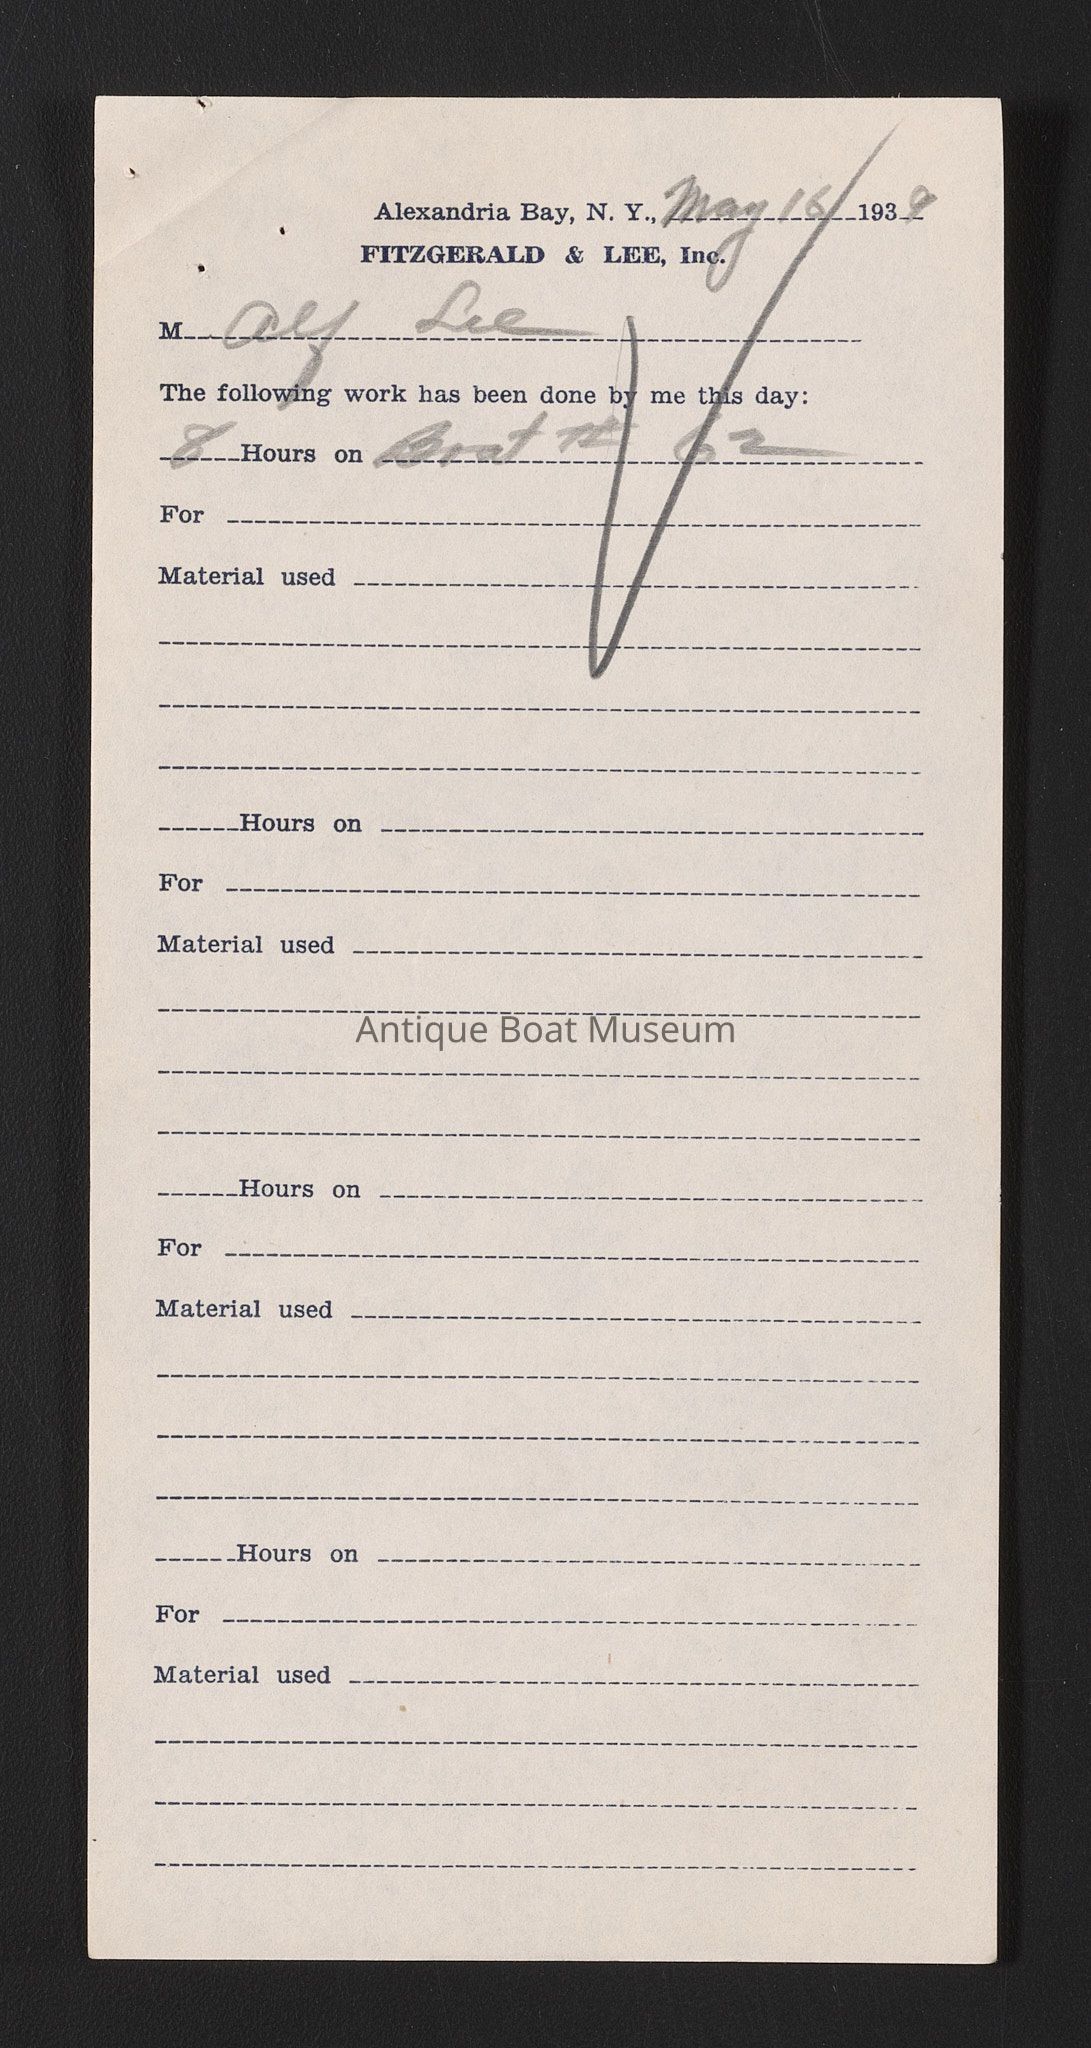 Alexandria Bay, N. Y., May 16 1939
FITZGERALD & LEE, Inc.
M Alf Lee
The following work has been done by me this day:
8 Hours on Boat # 62
For
Material used
Hours on
For
Material used
Antique Boat Museum
Hours on
For
Material used
Hours on
For
Material used